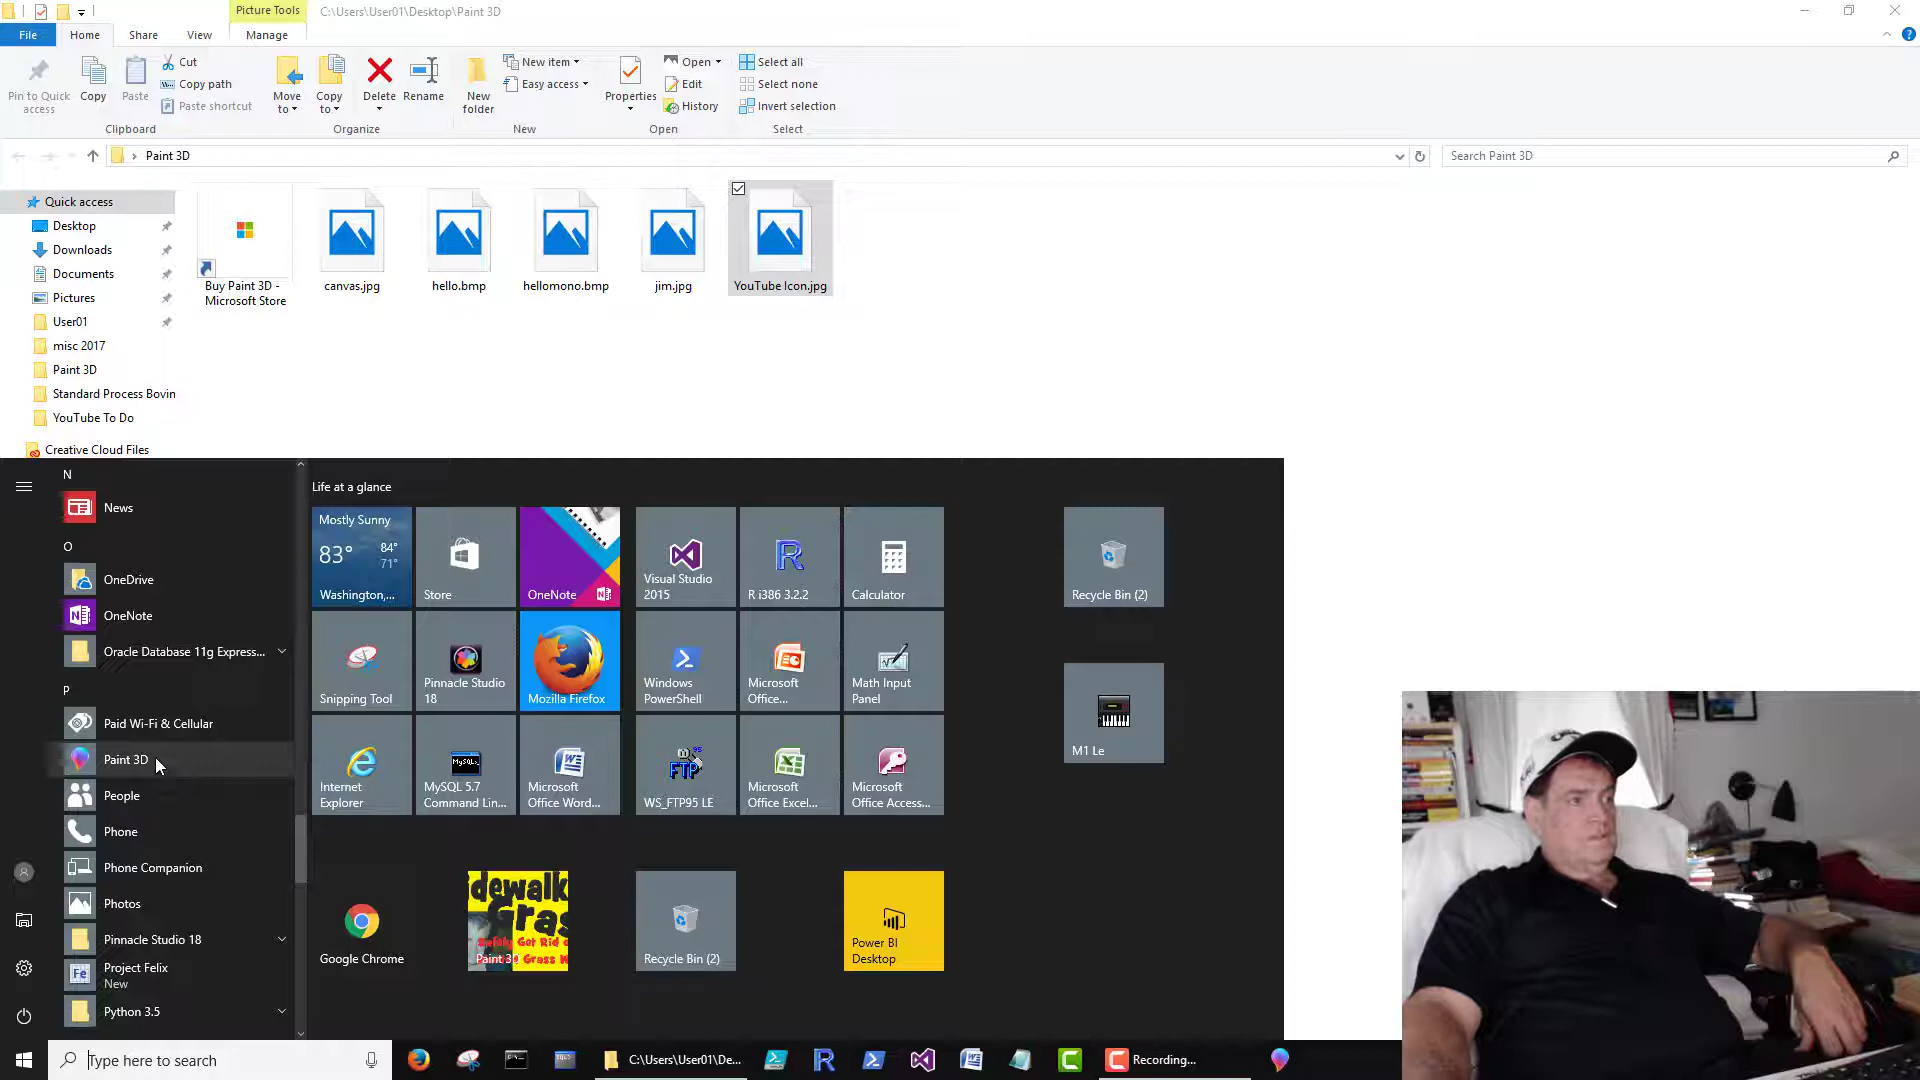 Picture Tools
C:\Users\User01\Desktop\Paint 3D
File
Home
Share
View
Manage
Pin to Quick access
Copy
Paste
Cut
Copy path
Paste shortcut
Move to
Copy to
Delete
Rename
New folder
New item
Easy access
Properties
Open
Edit
History
Select all
Select none
Invert selection
Clipboard
Organize
New
Open
Select
Paint 3D
Search Paint 3D
Quick access
Desktop
Downloads
Documents
Pictures
User01
misc 2017
Paint 3D
Standard Process Bovin
YouTube To Do
Creative Cloud Files
Buy Paint 3D -
Microsoft Store
canvas.jpg
hello.bmp
hellomono.bmp
jim.jpg
YouTube Icon.jpg
N
News
O
OneDrive
OneNote
Oracle Database 11g Express...
P
Paid Wi-Fi & Cellular
Paint 3D
People
Phone
Phone Companion
Photos
Pinnacle Studio 18
Project Felix
New
Python 3.5
Life at a glance
Mostly Sunny
83° 84° 71°
Washington,...
Store
OneNote
Visual Studio 2015
R i386 3.2.2
Calculator
Recycle Bin (2)
Snipping Tool
Pinnacle Studio 18
Mozilla Firefox
Windows PowerShell
Microsoft Office...
Math Input Panel
M1 Le
Internet Explorer
MySQL 5.7 Command Lin...
Microsoft Office Word...
WS_FTP95 LE
Microsoft Office Excel...
Microsoft Office Access...
Google Chrome
Paint 3D
Recycle Bin (2)
Power BI Desktop
Type here to search
C:\Users\User01\De...
Recording...